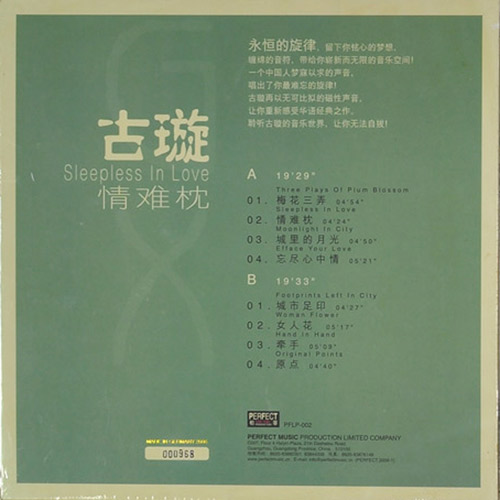 永恒的旋律，留下你铭心的梦想，
缠绵的音符，带给你崭新而无限的音乐空间！
一个中国人梦寐以求的声音，
唱出了你最难忘的旋律！
古璇再以无可比拟的磁性声音，
让你重新感受华语经典之作。
聆听古璇的音乐世界，让你无法自拔！
古璇
Sleepless In Love
情难枕
A 19'29"
Three Plays Of Plum Blossom
01. 梅花三弄 04'54"
Sleepless In Love
02. 情难枕 04'24"
Moonlight In City
03. 城里的月光 04'50"
Efface Your Love
04. 忘尽心中情 05'21"
B 19'33"
Footprints Left In City
01. 城市足印 04'27"
Woman Flower
02. 女人花 05'17"
Hand In Hand
03. 牵手 05'09"
Original Points
04. 原点 04'40"
PERFECT
PFLP-002
PERFECT MUSIC PRODUCTION LIMITED COMPANY
000968